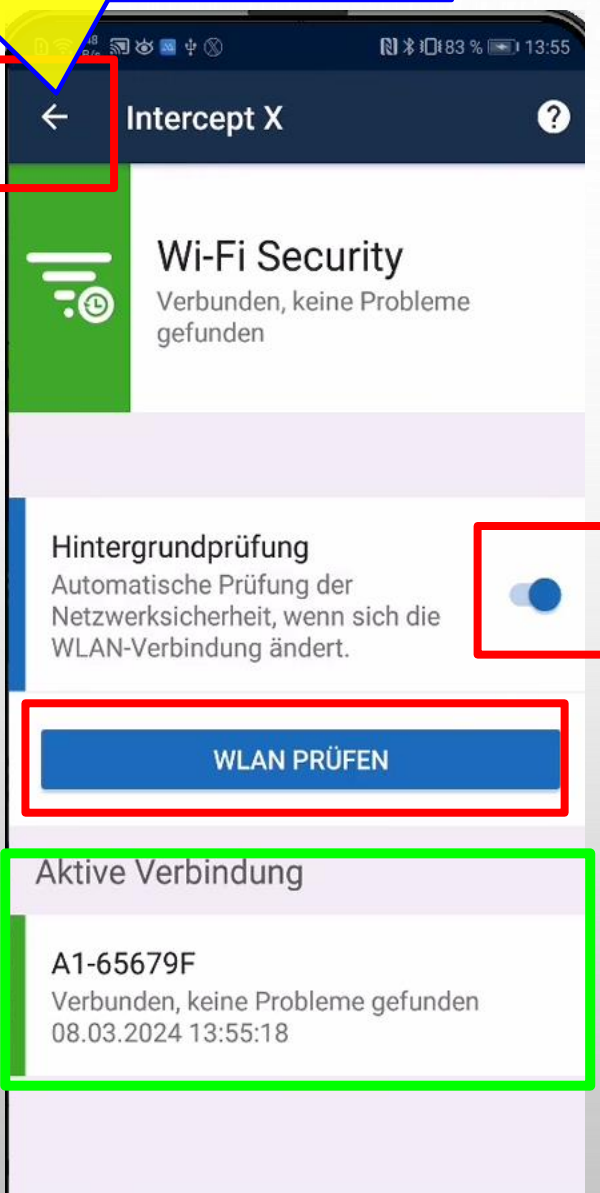 83 % 13:55
Intercept X
?
Wi-Fi Security
Verbunden, keine Probleme
gefunden
Hintergrundprüfung
Automatische Prüfung der
Netzwerksicherheit, wenn sich die
WLAN-Verbindung ändert.
WLAN PRÜFEN
Aktive Verbindung
A1-65679F
Verbunden, keine Probleme gefunden
08.03.2024 13:55:18